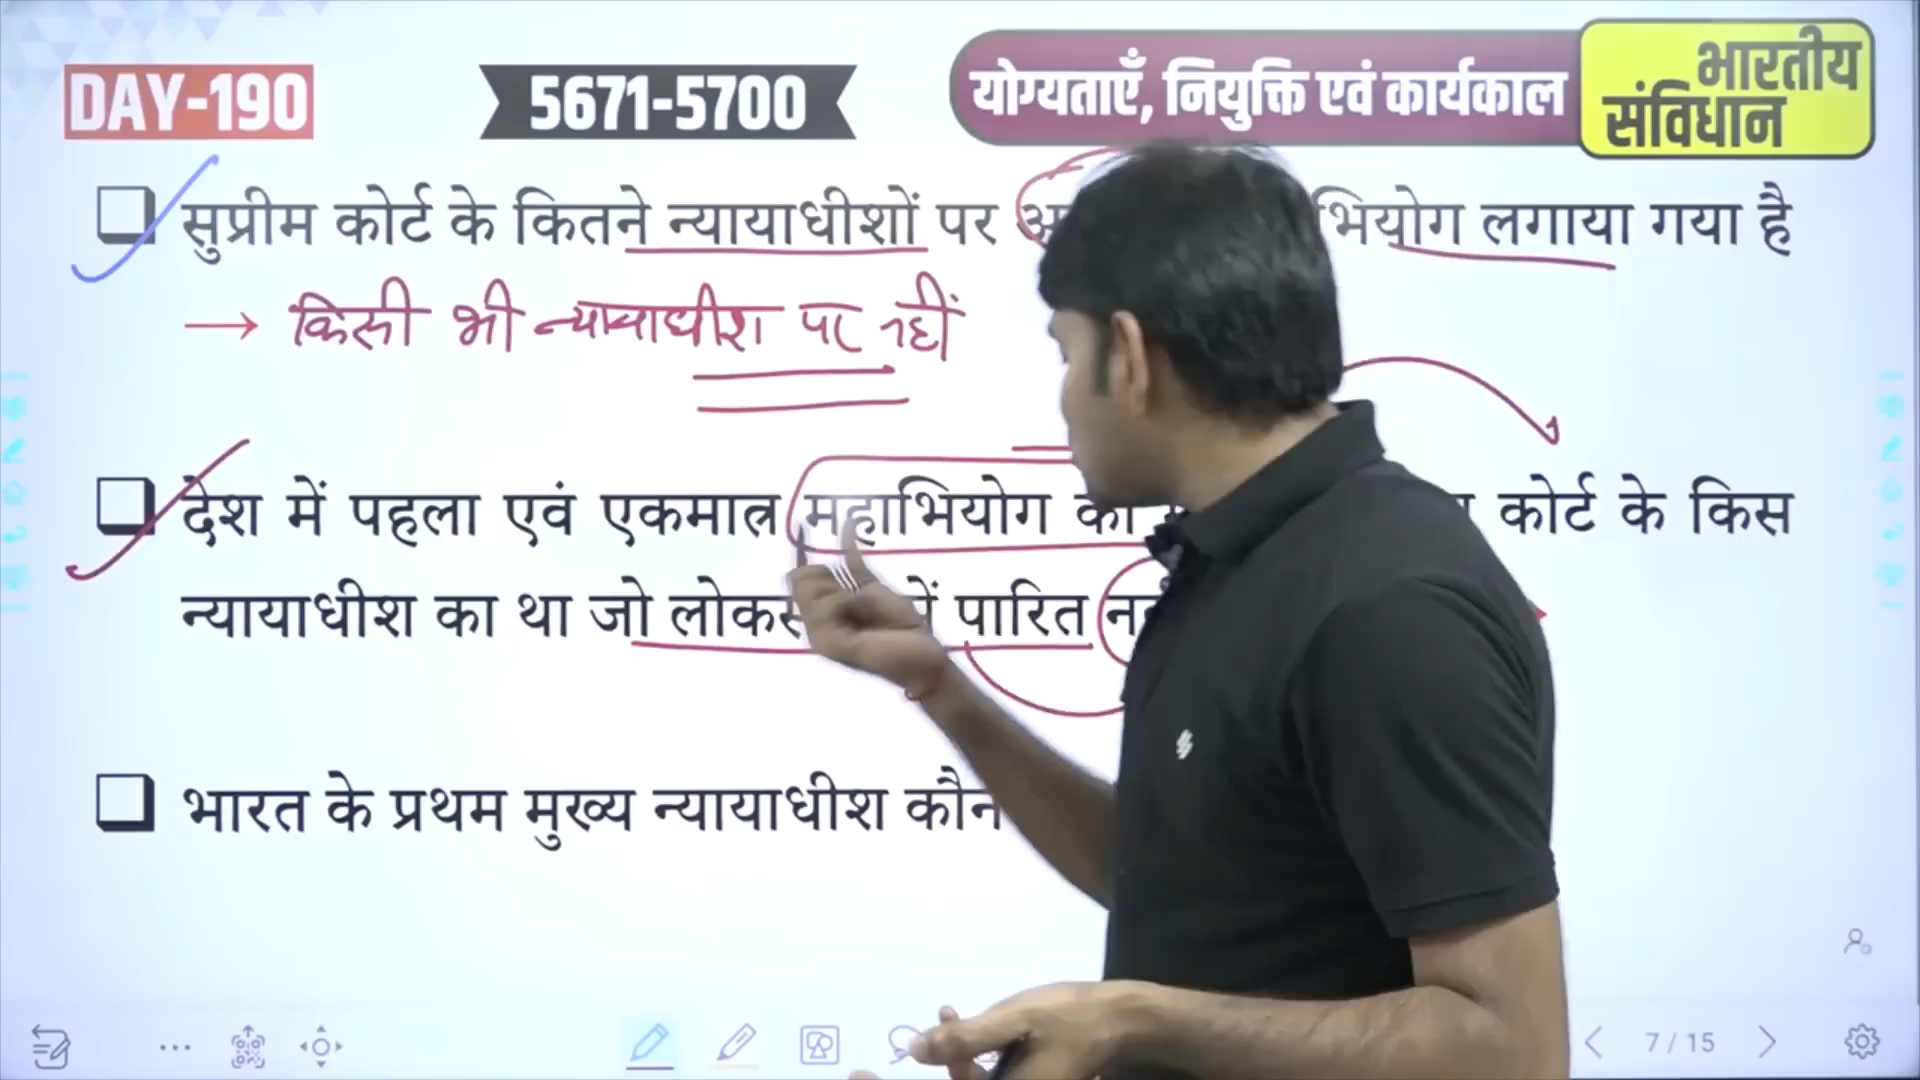 DAY-190
5671-5700
योग्यताएँ, नियुक्ति एवं कार्यकाल
भारतीय
संविधान
सुप्रीम कोर्ट के कितने न्यायाधीशों पर भियोग लगाया गया है
→ किसी भी न्यायाधीश पर नहीं
देश में पहला एवं एकमात्र महाभियोग का कोर्ट के किस
न्यायाधीश का था जो में पारित
भारत के प्रथम मुख्य न्यायाधीश कौन
7 / 15